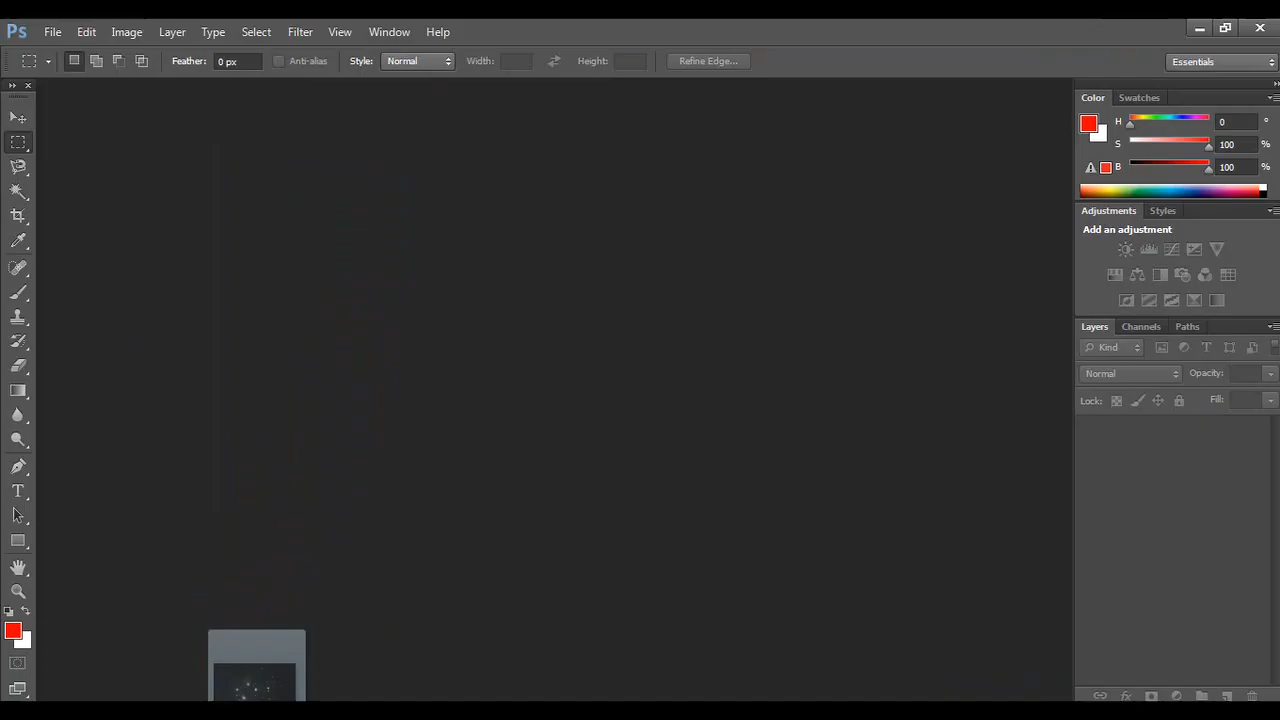 Ps File Edit Image Layer Type Select Filter View Window Help
Feather: 0 px Anti-alias Style: Normal Width: Height: Refine Edge... Essentials
Color Swatches
H 0 °
S 100 %
B 100 %
Adjustments Styles
Add an adjustment
Layers Channels Paths
Kind T
Normal Opacity:
Lock: Fill:
T
fx